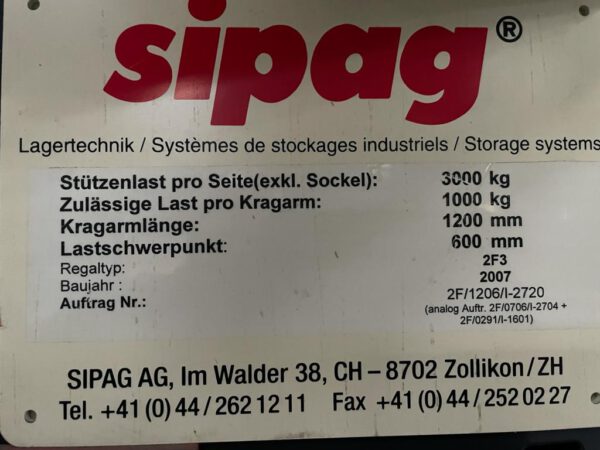 sipag®
Lagertechnik / Systèmes de stockages industriels / Storage systems
Stützenlast pro Seite(exkl. Sockel): 3000 kg
Zulässige Last pro Kragarm: 1000 kg
Kragarmlänge: 1200 mm
Lastschwerpunkt: 600 mm
Regaltyp: 2F3
Baujahr : 2007
Auftrag Nr.: 2F/1206/I-2720
(analog Auftr. 2F/0706/I-2704 +
2F/0291/I-1601)
SIPAG AG, Im Walder 38, CH – 8702 Zollikon/ZH
Tel. +41 (0) 44 / 262 12 11 Fax +41 (0) 44 / 252 02 27